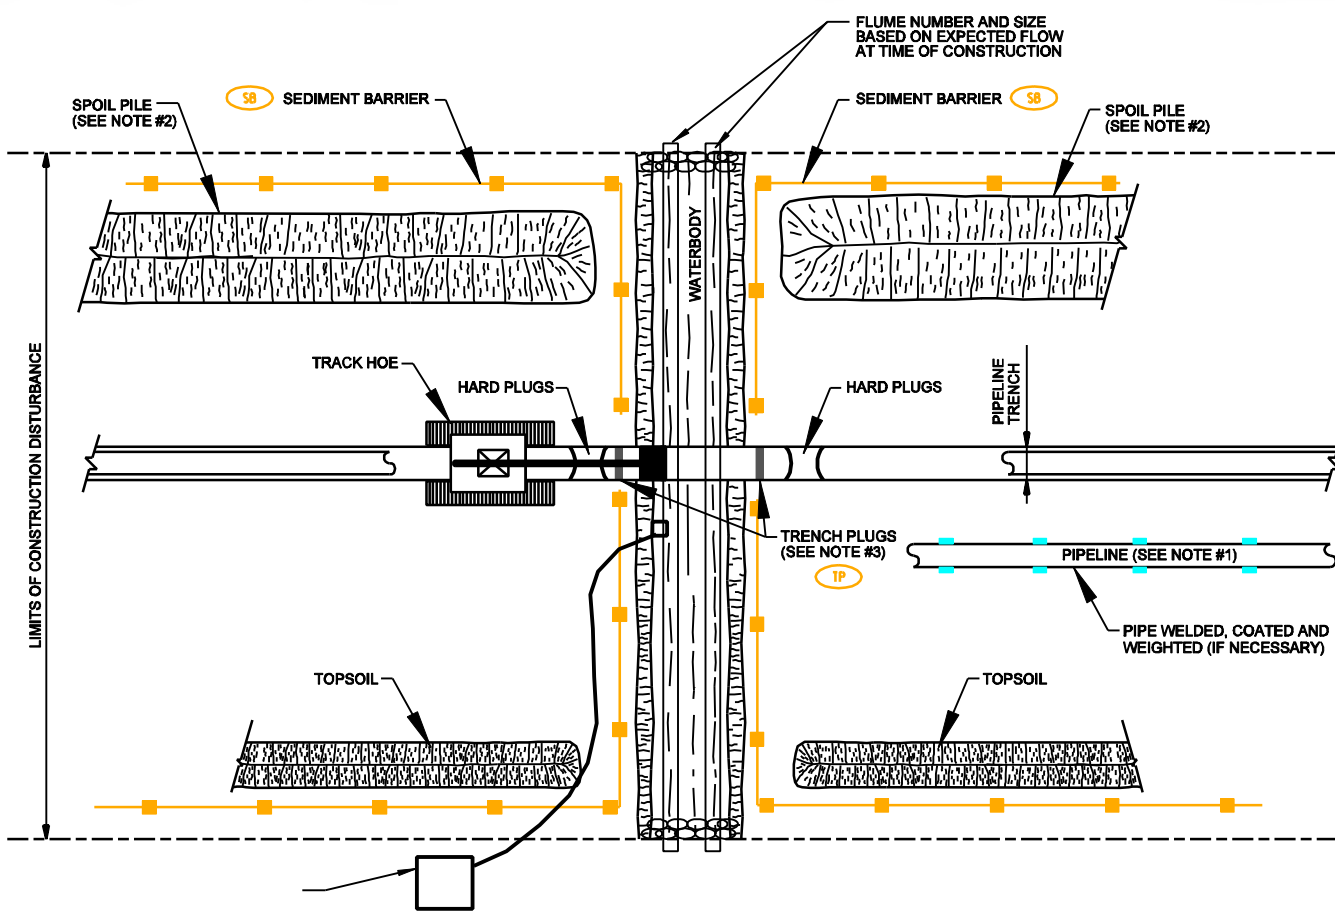 FLUME NUMBER AND SIZE
BASED ON EXPECTED FLOW
AT TIME OF CONSTRUCTION
SB SEDIMENT BARRIER
SEDIMENT BARRIER SB
SPOIL PILE
(SEE NOTE #2)
SPOIL PILE
(SEE NOTE #2)
WATERBODY
LIMITS OF CONSTRUCTION DISTURBANCE
TRACK HOE
HARD PLUGS
HARD PLUGS
PIPELINE
TRENCH
TRENCH PLUGS
(SEE NOTE #3)
TP
PIPELINE (SEE NOTE #1)
PIPE WELDED, COATED AND
WEIGHTED (IF NECESSARY)
TOPSOIL
TOPSOIL